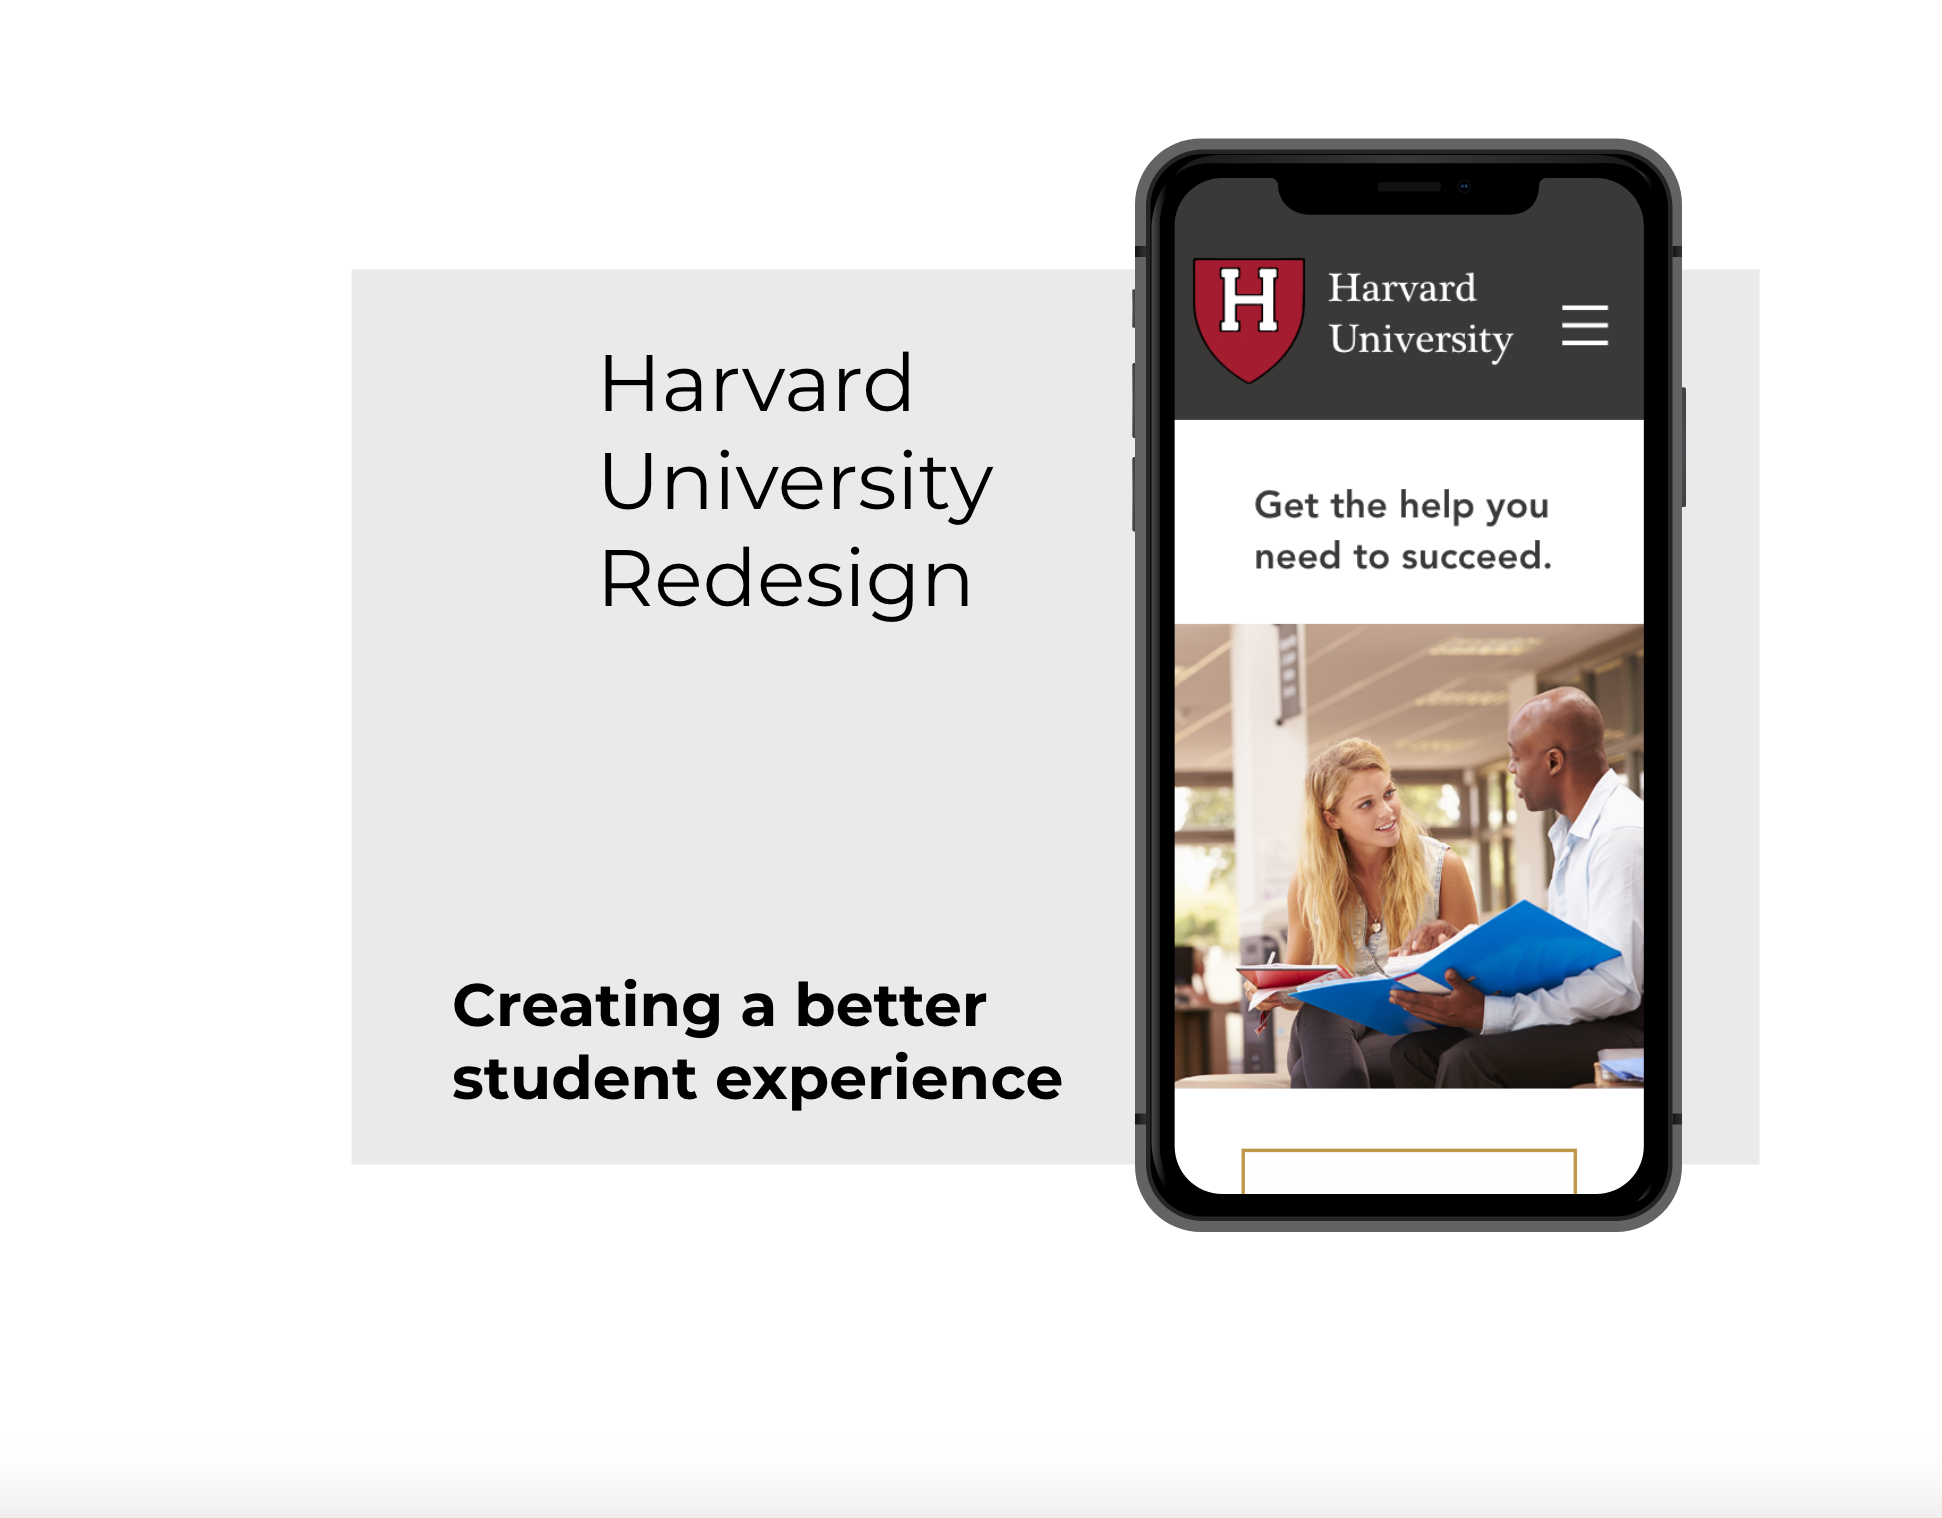 Harvard
University
Redesign
Creating a better
student experience
H
Harvard
University
Get the help you
need to succeed.